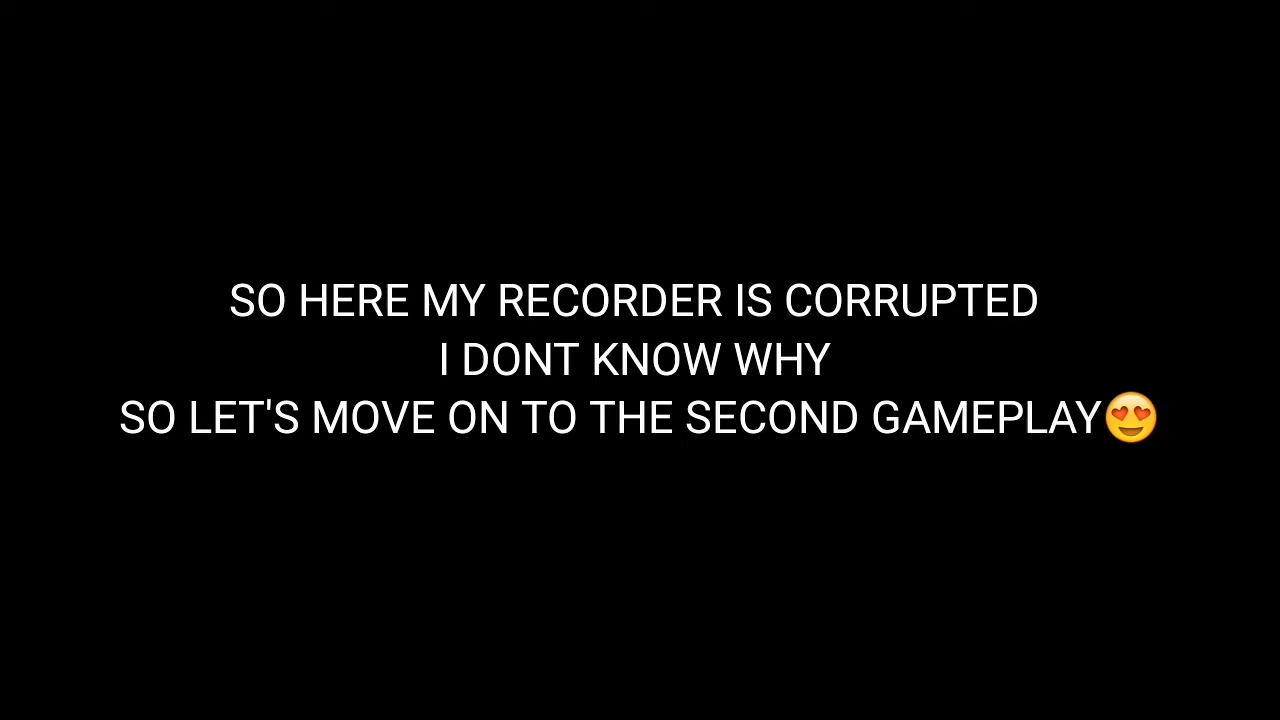 SO HERE MY RECORDER IS CORRUPTED
I DONT KNOW WHY
SO LET'S MOVE ON TO THE SECOND GAMEPLAY😍